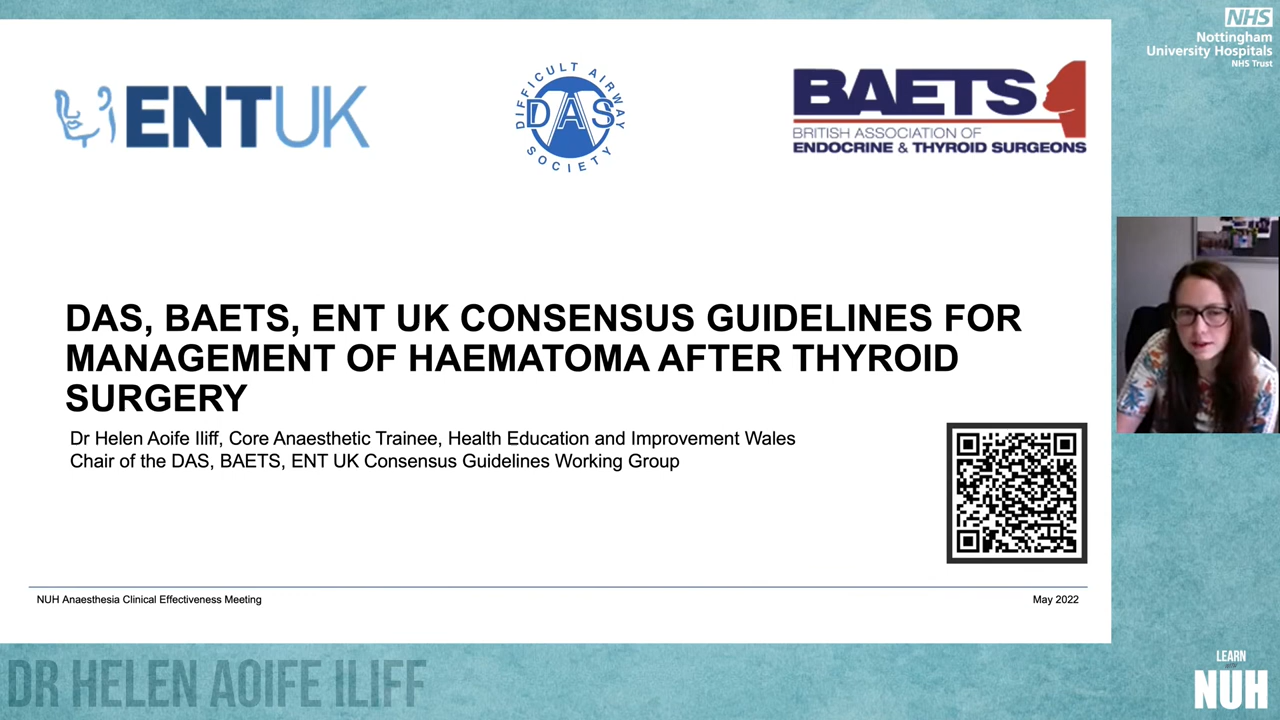 NHS
Nottingham
University Hospitals
NHS Trust
ENTUK
DIFFICULT AIRWAY
DAS
SOCIETY
BAETS
BRITISH ASSOCIATION OF
ENDOCRINE & THYROID SURGEONS
DAS, BAETS, ENT UK CONSENSUS GUIDELINES FOR
MANAGEMENT OF HAEMATOMA AFTER THYROID
SURGERY
Dr Helen Aoife Iliff, Core Anaesthetic Trainee, Health Education and Improvement Wales
Chair of the DAS, BAETS, ENT UK Consensus Guidelines Working Group
NUH Anaesthesia Clinical Effectiveness Meeting
May 2022
DR HELEN AOIFE ILIFF
LEARN
NUH